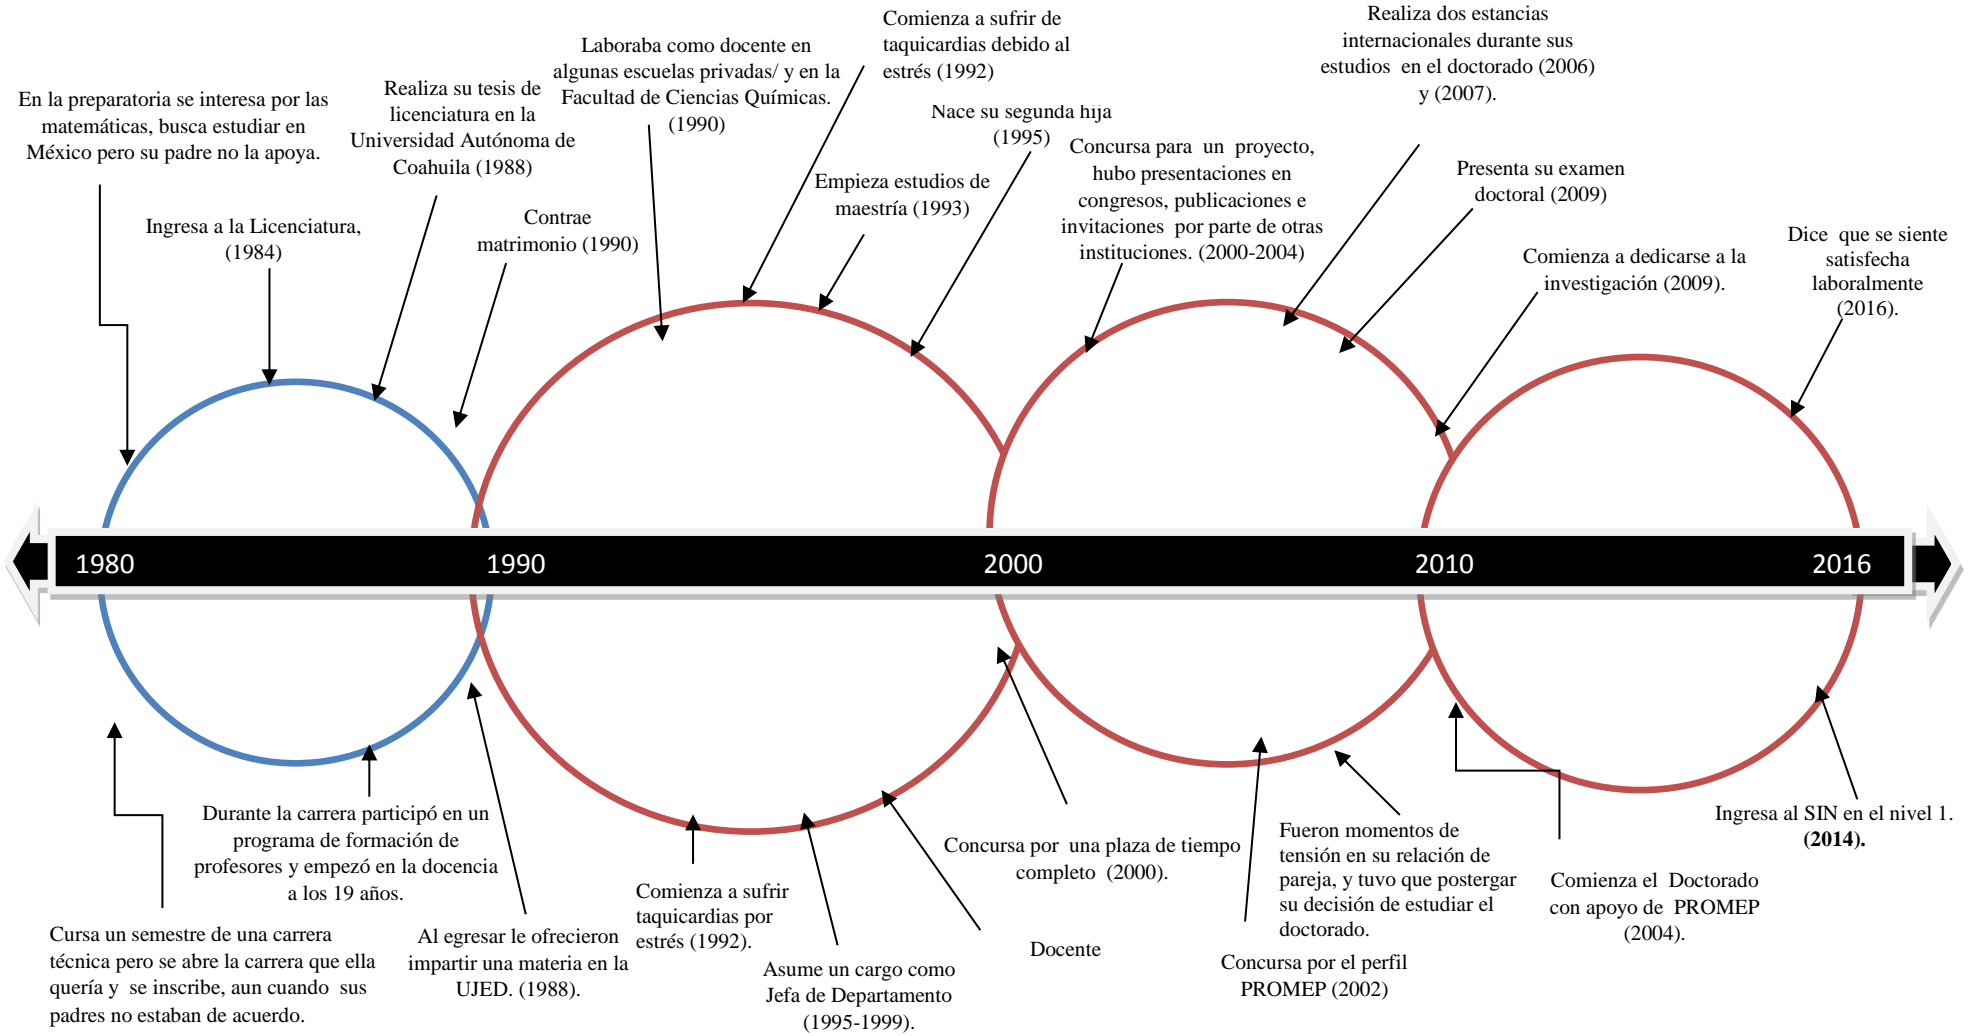 En la preparatoria se interesa por las
matemáticas, busca estudiar en
México pero su padre no la apoya.
Ingresa a la Licenciatura,
(1984)
Realiza su tesis de
licenciatura en la
Universidad Autónoma de
Coahuila (1988)
Contrae
matrimonio (1990)
Laboraba como docente en
algunas escuelas privadas/ y en la
Facultad de Ciencias Químicas.
(1990)
Comienza a sufrir de
taquicardias debido al
estrés (1992)
Empieza estudios de
maestría (1993)
Nace su segunda hija
(1995)
Concursa para un proyecto,
hubo presentaciones en
congresos, publicaciones e
invitaciones por parte de otras
instituciones. (2000-2004)
Realiza dos estancias
internacionales durante sus
estudios en el doctorado (2006)
y (2007).
Presenta su examen
doctoral (2009)
Comienza a dedicarse a la
investigación (2009).
Dice que se siente
satisfecha
laboralmente
(2016).
1980
1990
2000
2010
2016
Cursa un semestre de una carrera
técnica pero se abre la carrera que ella
quería y se inscribe, aun cuando sus
padres no estaban de acuerdo.
Durante la carrera participó en un
programa de formación de
profesores y empezó en la docencia
a los 19 años.
Al egresar le ofrecieron
impartir una materia en la
UJED. (1988).
Comienza a sufrir
taquicardias por
estrés (1992).
Asume un cargo como
Jefa de Departamento
(1995-1999).
Docente
Concursa por una plaza de tiempo
completo (2000).
Concursa por el perfil
PROMEP (2002)
Fueron momentos de
tensión en su relación de
pareja, y tuvo que postergar
su decisión de estudiar el
doctorado.
Comienza el Doctorado
con apoyo de PROMEP
(2004).
Ingresa al SIN en el nivel 1.
(2014).